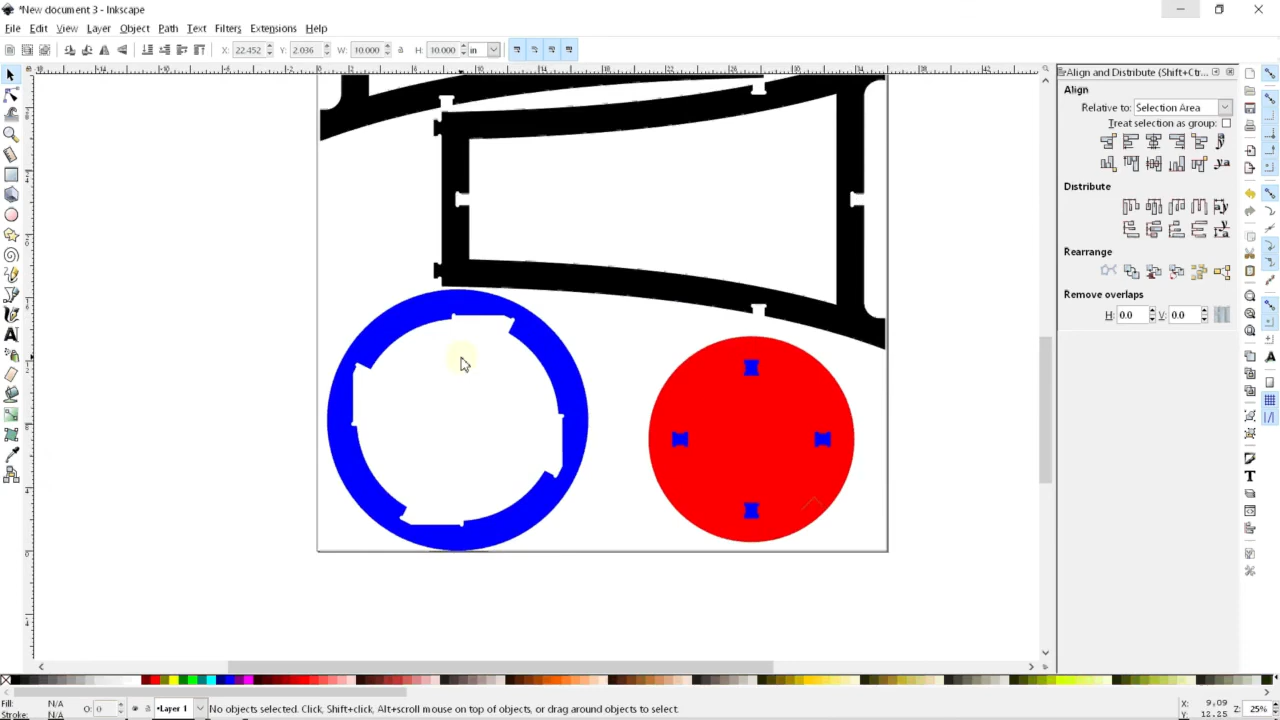 *New document 3 - Inkscape
File Edit View Layer Object Path Text Filters Extensions Help
X: 22.452 Y: 2.036 W: 10.000 a H: 10.000 in
Align and Distribute (Shift+Ctr...
Align
Relative to: Selection Area
Treat selection as group:
Distribute
Rearrange
Remove overlaps
H: 0.0 V: 0.0
Fill: N/A
Stroke: N/A
O: 0
•Layer 1
No objects selected. Click, Shift+click, Alt+scroll mouse on top of objects, or drag around objects to select.
X: 9.09
Y: 12.25
Z: 25%